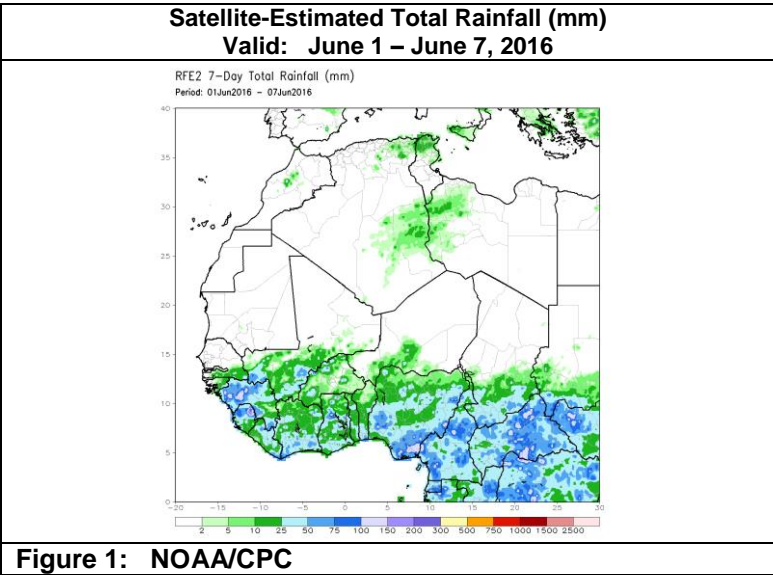 Satellite-Estimated Total Rainfall (mm)
Valid: June 1 – June 7, 2016
RFE2 7-Day Total Rainfall (mm)
Period: 01Jun2016 – 07Jun2016
40
35
30
25
20
15
10
5
0
-20 -15 -10 -5 0 5 10 15 20 25 30
2 5 10 25 50 75 100 150 200 300 500 750 1000 1500 2500
Figure 1: NOAA/CPC